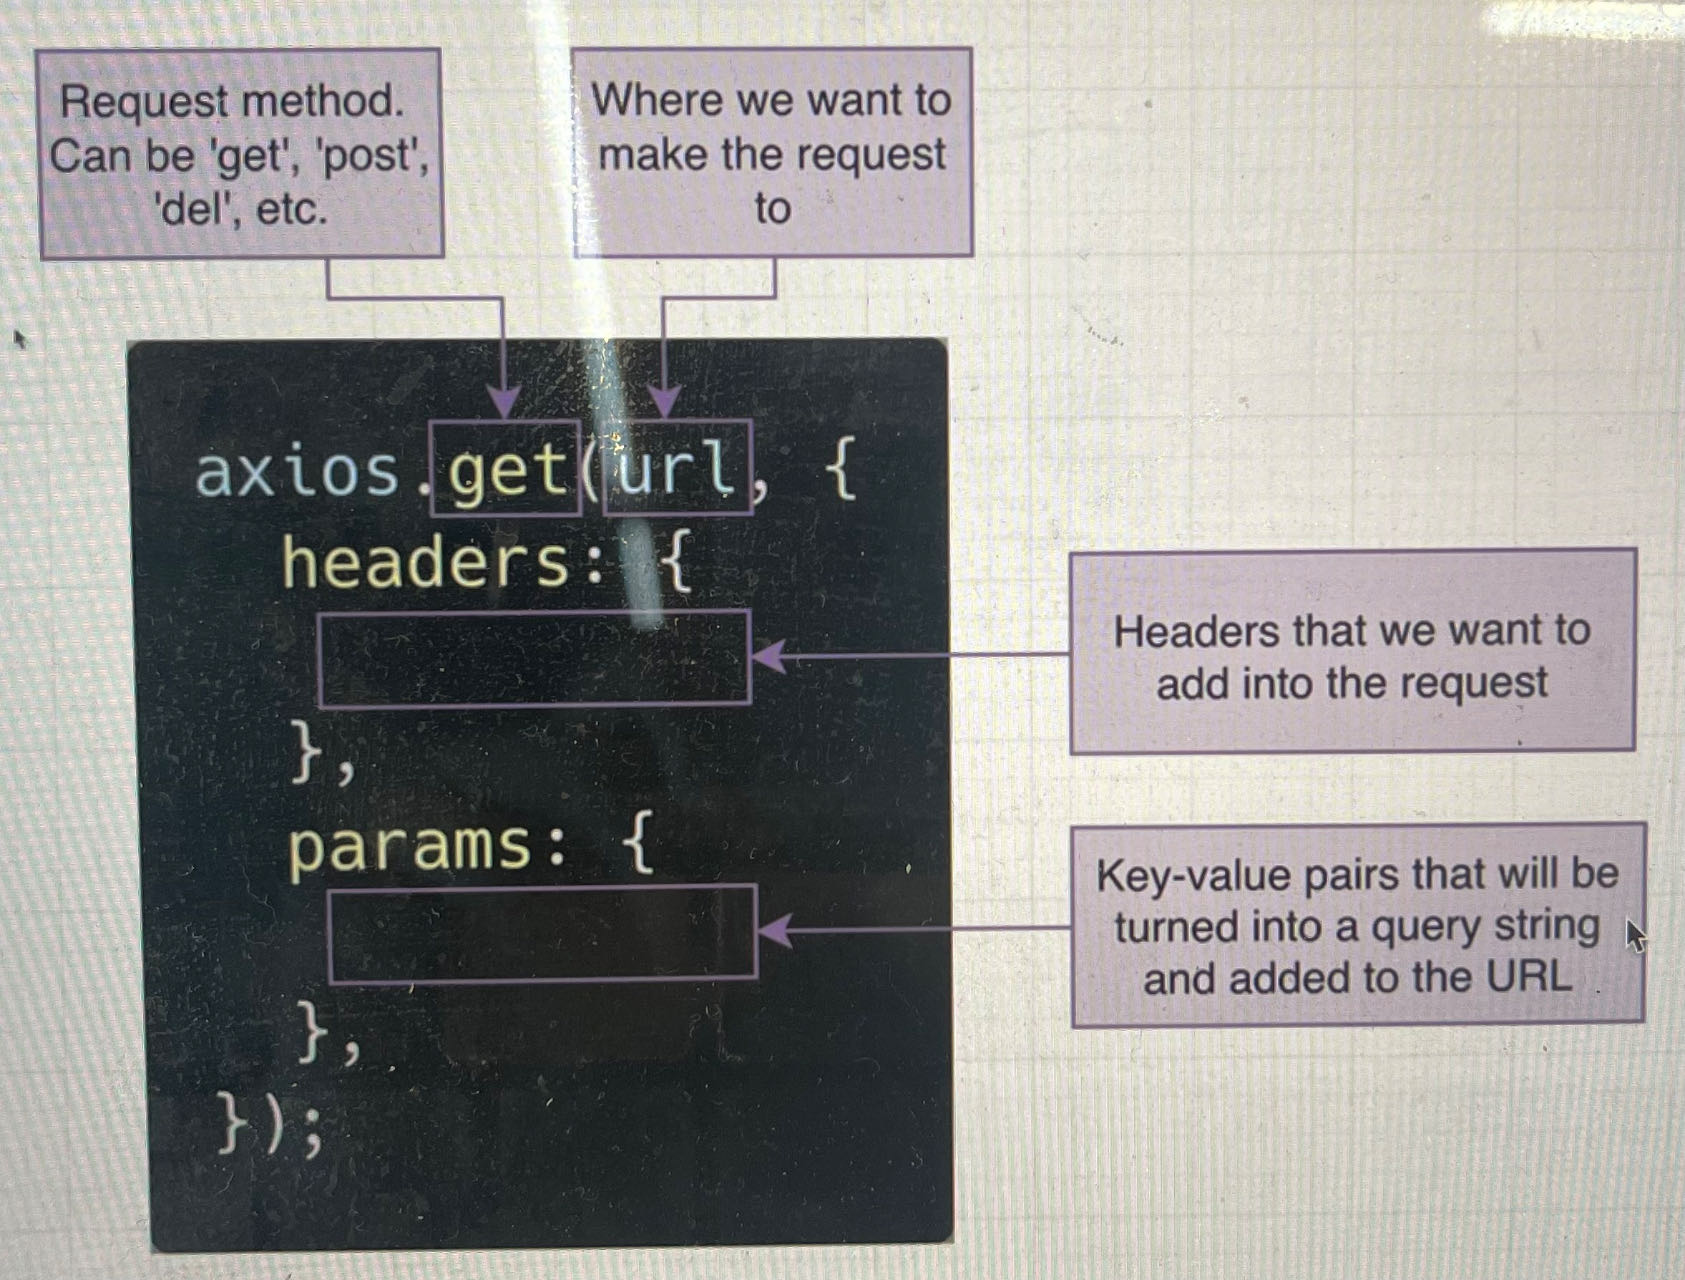 Request method.
Can be 'get', 'post',
'del', etc.
Where we want to
make the request
to
axios.get(url, {
headers: {
},
params: {
},
});
Headers that we want to
add into the request
Key-value pairs that will be
turned into a query string
and added to the URL